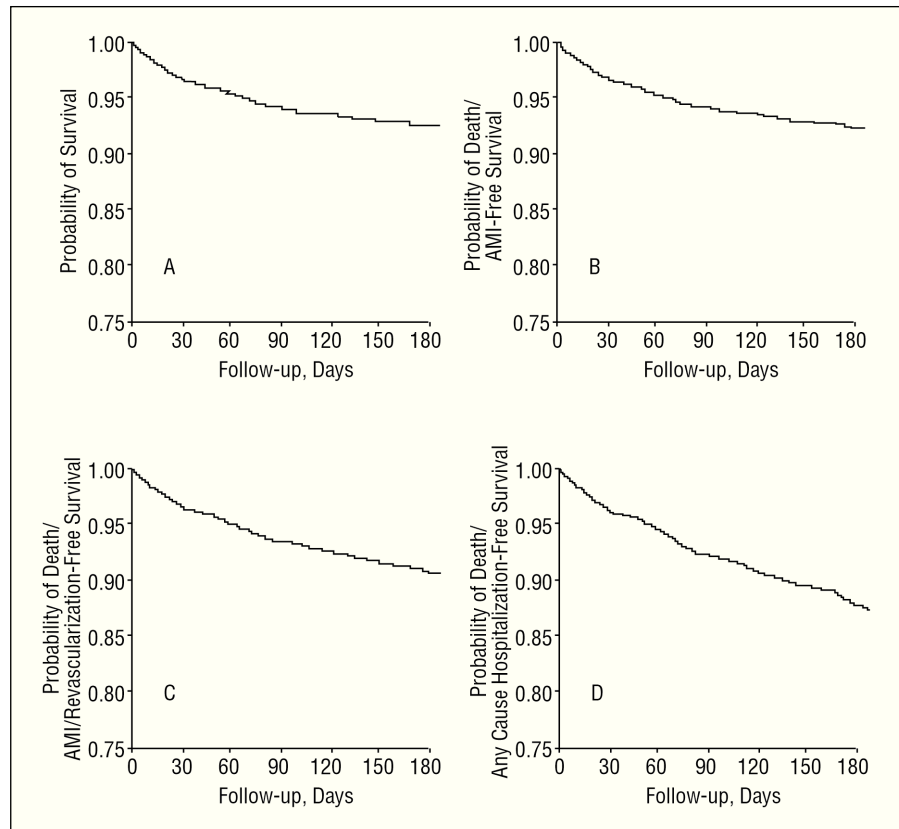 1.00
0.95
0.90
0.85
0.80
0.75
Probability of Survival
A
0 30 60 90 120 150 180
Follow-up, Days
1.00
0.95
0.90
0.85
0.80
0.75
Probability of Death/
AMI-Free Survival
B
0 30 60 90 120 150 180
Follow-up, Days
1.00
0.95
0.90
0.85
0.80
0.75
Probability of Death/
AMI/Revascularization-Free Survival
C
0 30 60 90 120 150 180
Follow-up, Days
1.00
0.95
0.90
0.85
0.80
0.75
Probability of Death/
Any Cause Hospitalization-Free Survival
D
0 30 60 90 120 150 180
Follow-up, Days